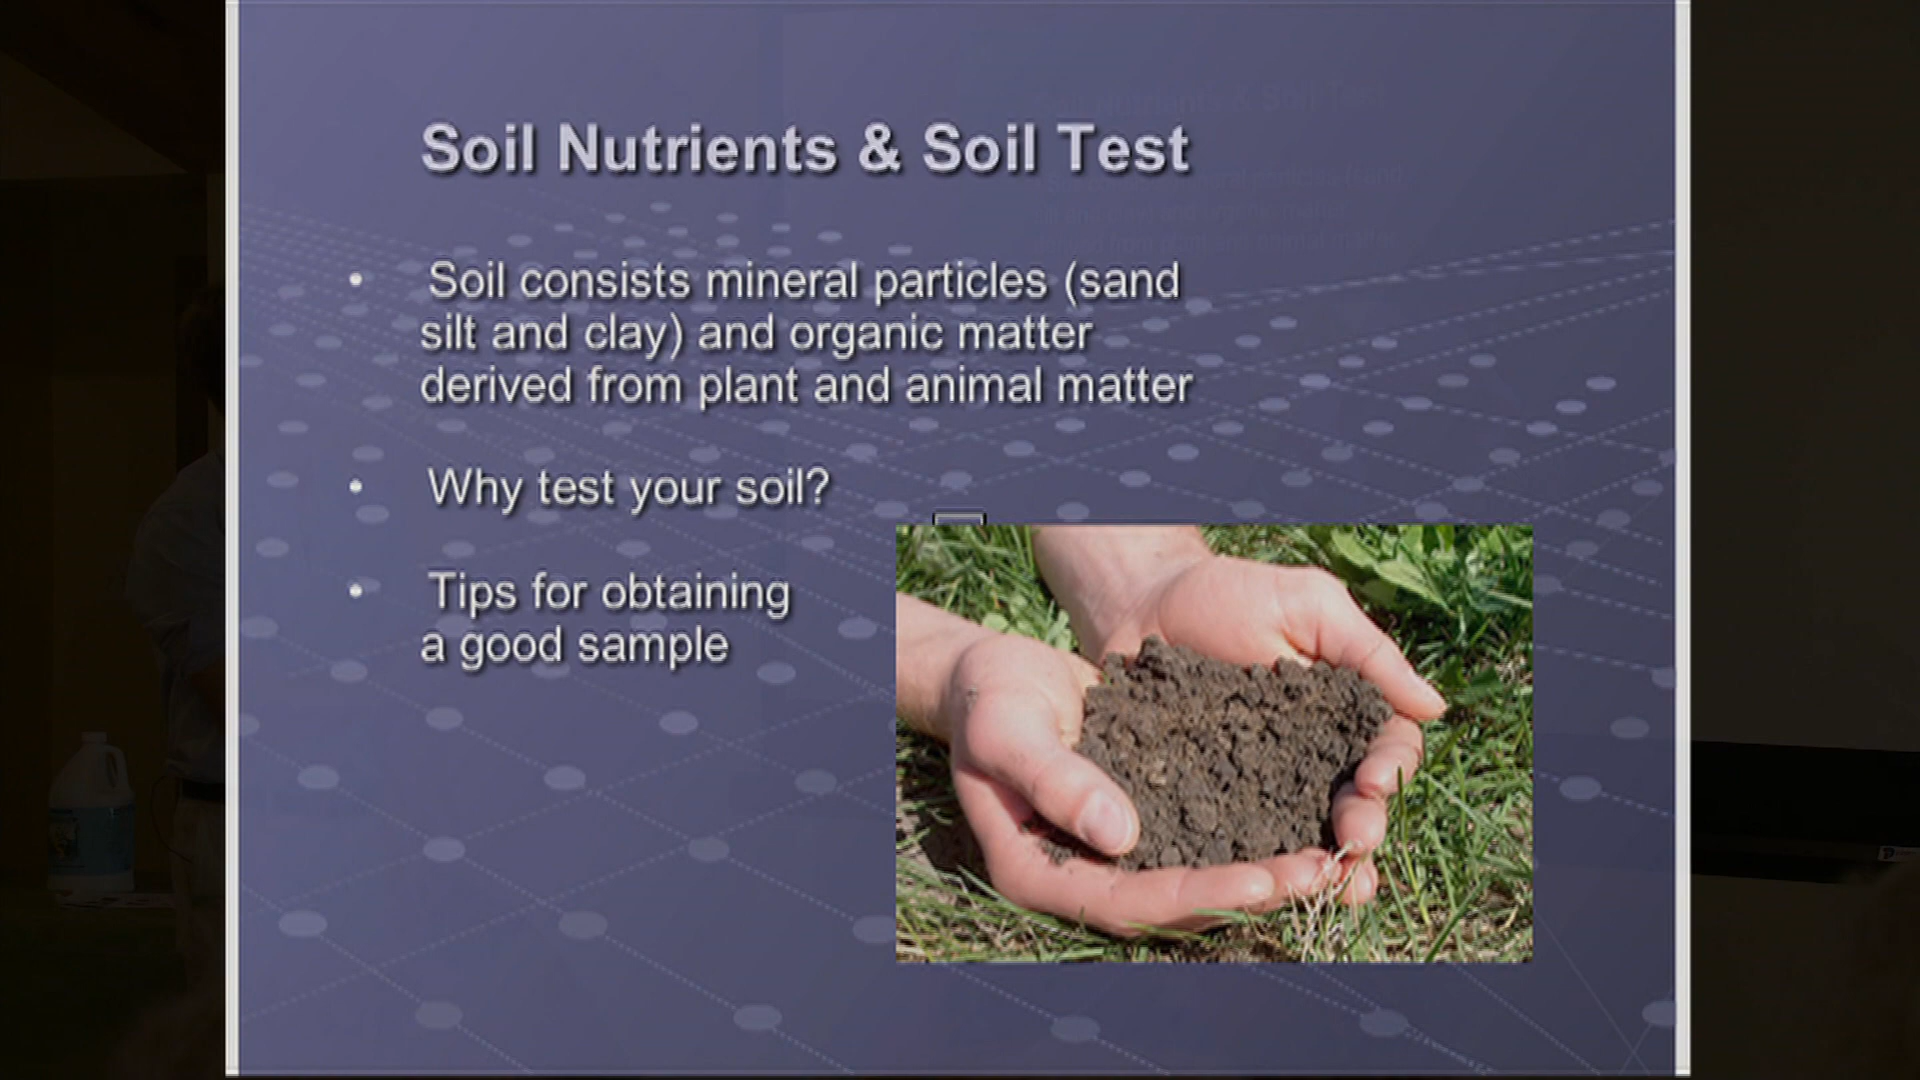 Soil Nutrients & Soil Test
• Soil consists mineral particles (sand
silt and clay) and organic matter
derived from plant and animal matter
• Why test your soil?
• Tips for obtaining
a good sample